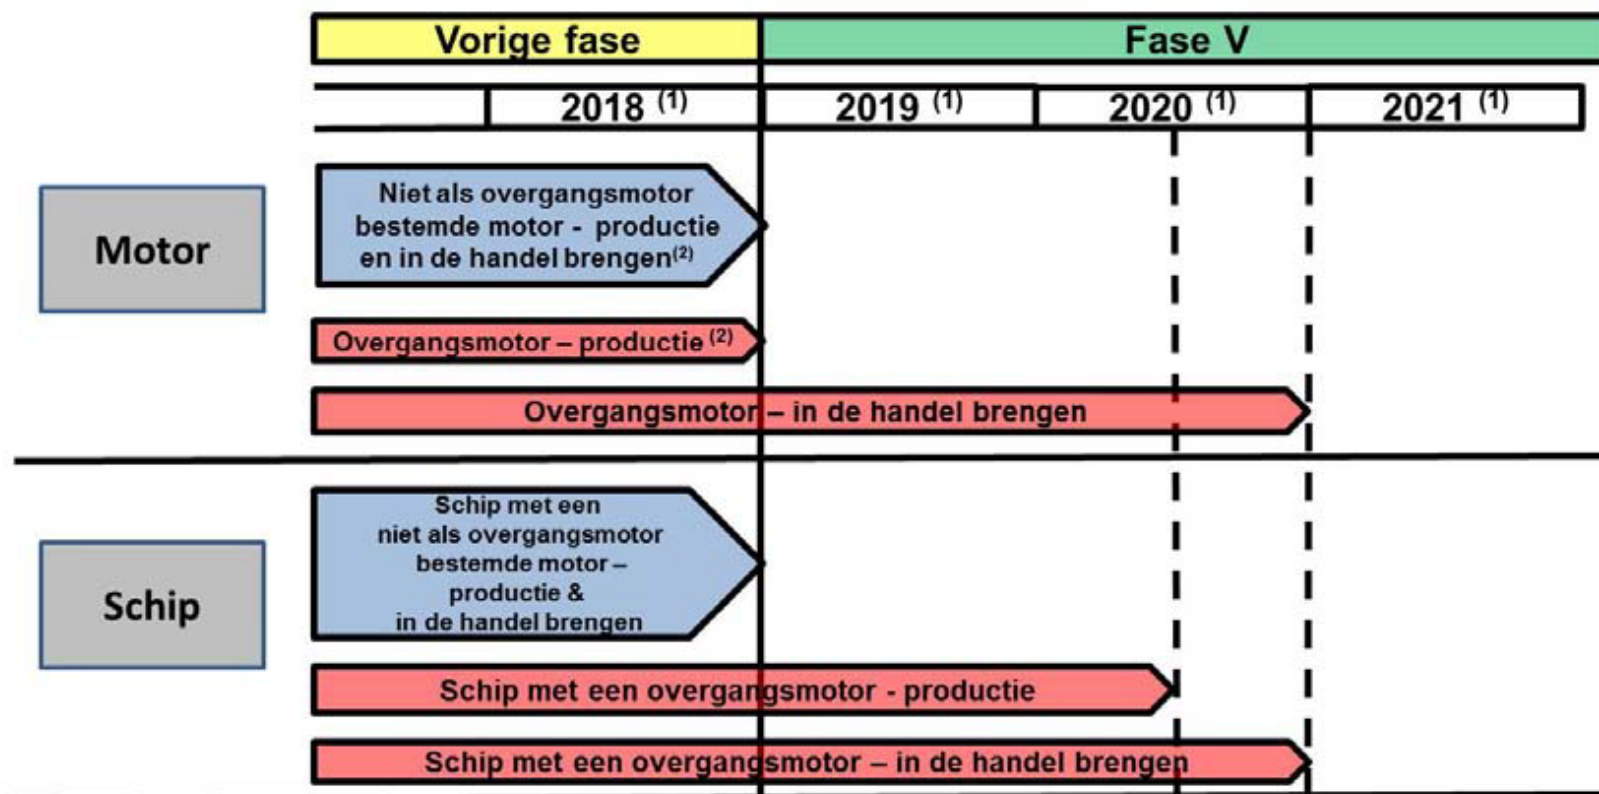 Vorige fase
Fase V
2018 (1)
2019 (1)
2020 (1)
2021 (1)
Motor
Niet als overgangsmotor
bestemde motor - productie
en in de handel brengen(2)
Overgangsmotor – productie (2)
Overgangsmotor – in de handel brengen
Schip
Schip met een
niet als overgangsmotor
bestemde motor –
productie &
in de handel brengen
Schip met een overgangsmotor - productie
Schip met een overgangsmotor – in de handel brengen